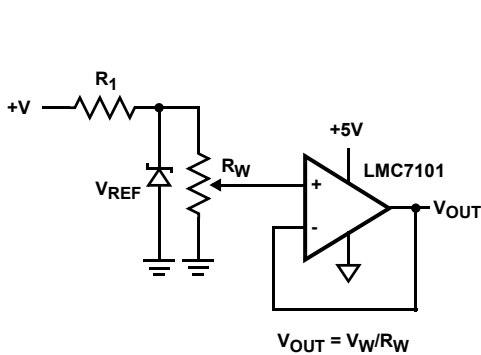 R1
+V
+5V
RW
LMC7101
+
VREF
VOUT
-
VOUT = VW/RW